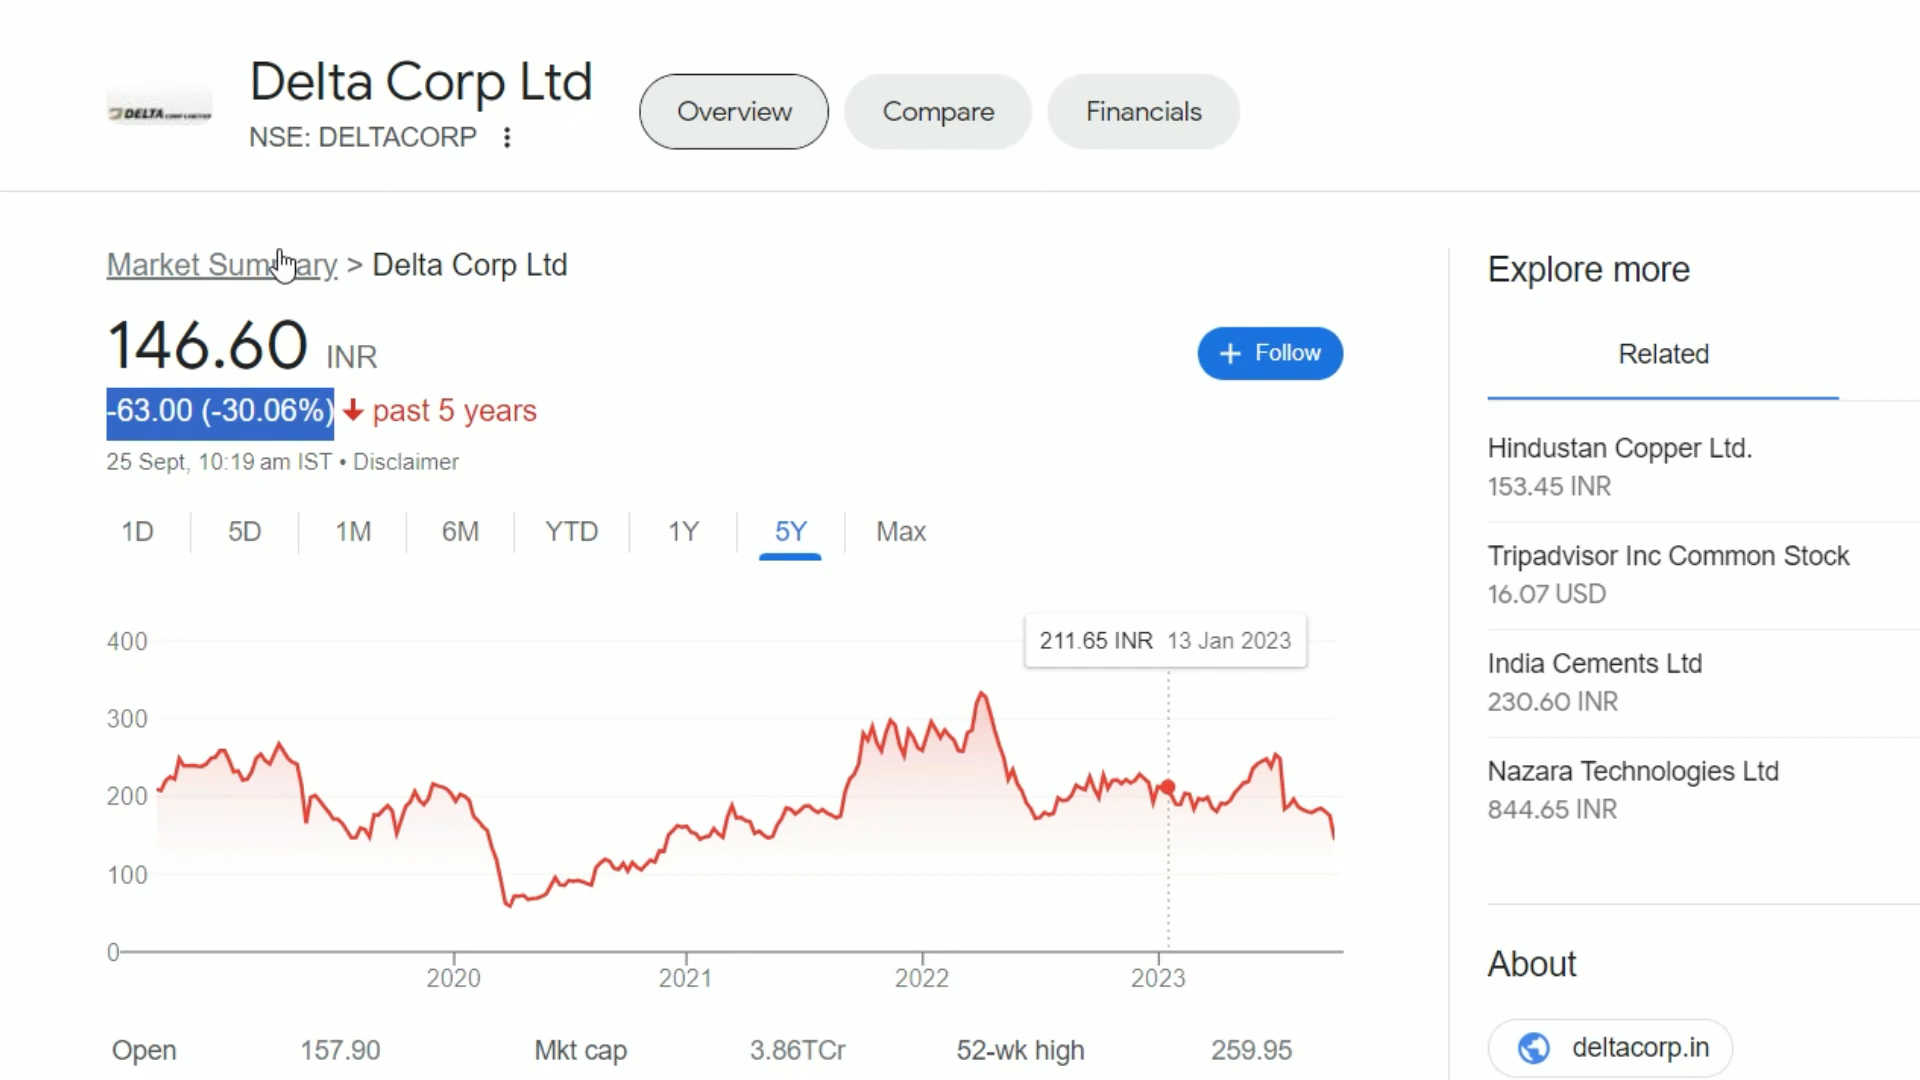 Delta Corp Ltd
DELTA
NSE: DELTACORP
Overview
Compare
Financials
Market Summary > Delta Corp Ltd
146.60 INR
-63.00 (-30.06%) past 5 years
25 Sept, 10:19 am IST • Disclaimer
+ Follow
1D 5D 1M 6M YTD 1Y 5Y Max
211.65 INR 13 Jan 2023
400
300
200
100
0
2020 2021 2022 2023
Open 157.90 Mkt cap 3.86TCr 52-wk high 259.95
Explore more
Related
Hindustan Copper Ltd.
153.45 INR
Tripadvisor Inc Common Stock
16.07 USD
India Cements Ltd
230.60 INR
Nazara Technologies Ltd
844.65 INR
About
deltacorp.in